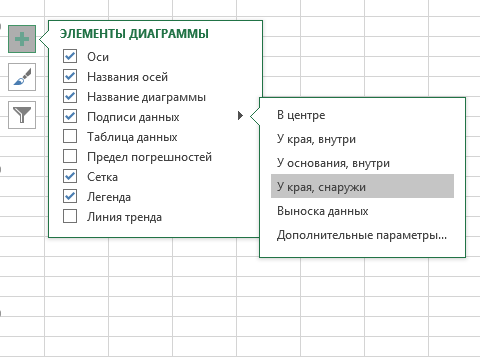 ЭЛЕМЕНТЫ ДИАГРАММЫ
Оси
Названия осей
Название диаграммы
Подписи данных
Таблица данных
Предел погрешностей
Сетка
Легенда
Линия тренда
В центре
У края, внутри
У основания, внутри
У края, снаружи
Выноска данных
Дополнительные параметры...